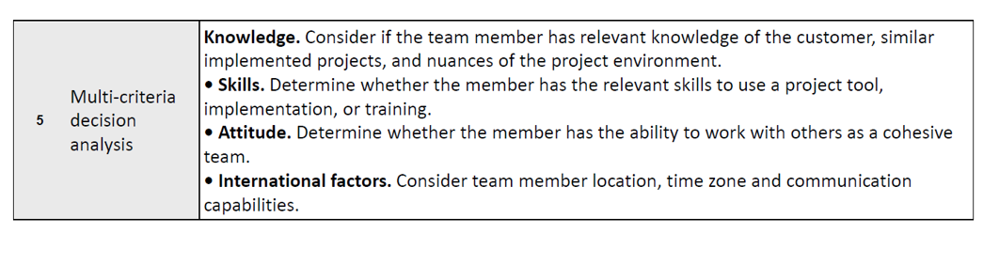 Knowledge. Consider if the team member has relevant knowledge of the customer, similar
implemented projects, and nuances of the project environment.
• Skills. Determine whether the member has the relevant skills to use a project tool,
implementation, or training.
• Attitude. Determine whether the member has the ability to work with others as a cohesive
team.
• International factors. Consider team member location, time zone and communication
capabilities.
5
Multi-criteria
decision
analysis